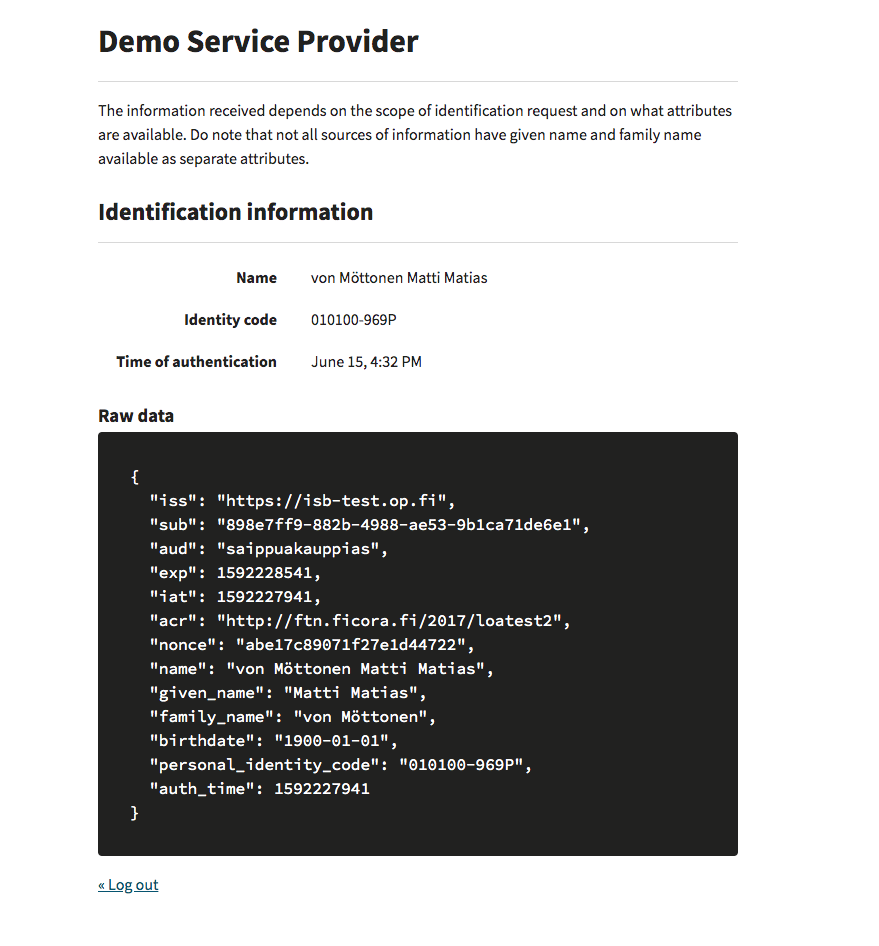 Demo Service Provider
The information received depends on the scope of identification request and on what attributes
are available. Do note that not all sources of information have given name and family name
available as separate attributes.
Identification information
Name von Möttonen Matti Matias
Identity code 010100-969P
Time of authentication June 15, 4:32 PM
Raw data
{
"iss": "https://isb-test.op.fi",
"sub": "898e7ff9-882b-4988-ae53-9b1ca71de6e1",
"aud": "saippuakauppias",
"exp": 1592228541,
"iat": 1592227941,
"acr": "http://ftn.ficora.fi/2017/loatest2",
"nonce": "abe17c89071f27e1d44722",
"name": "von Möttonen Matti Matias",
"given_name": "Matti Matias",
"family_name": "von Möttonen",
"birthdate": "1900-01-01",
"personal_identity_code": "010100-969P",
"auth_time": 1592227941
}
« Log out